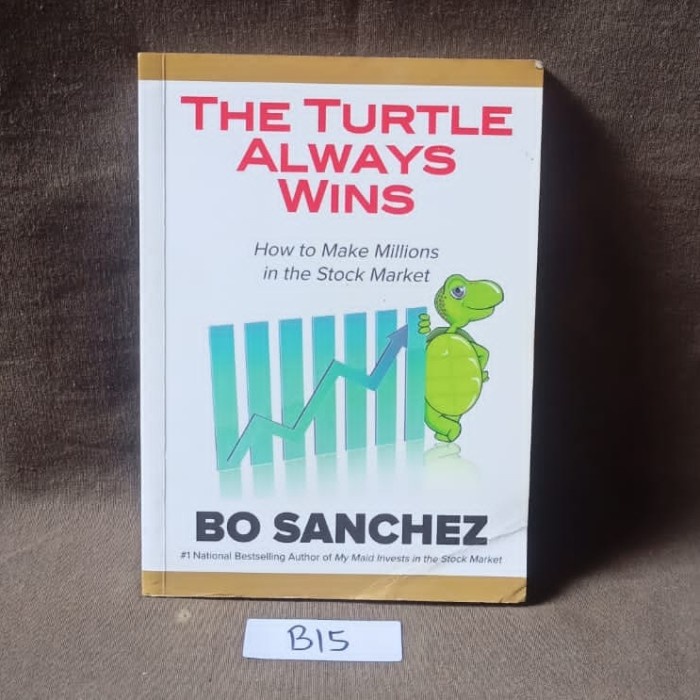 THE TURTLE
ALWAYS
WINS
How to Make Millions
in the Stock Market
BO SANCHEZ
#1 National Bestselling Author of My Maid Invests in the Stock Market
B15